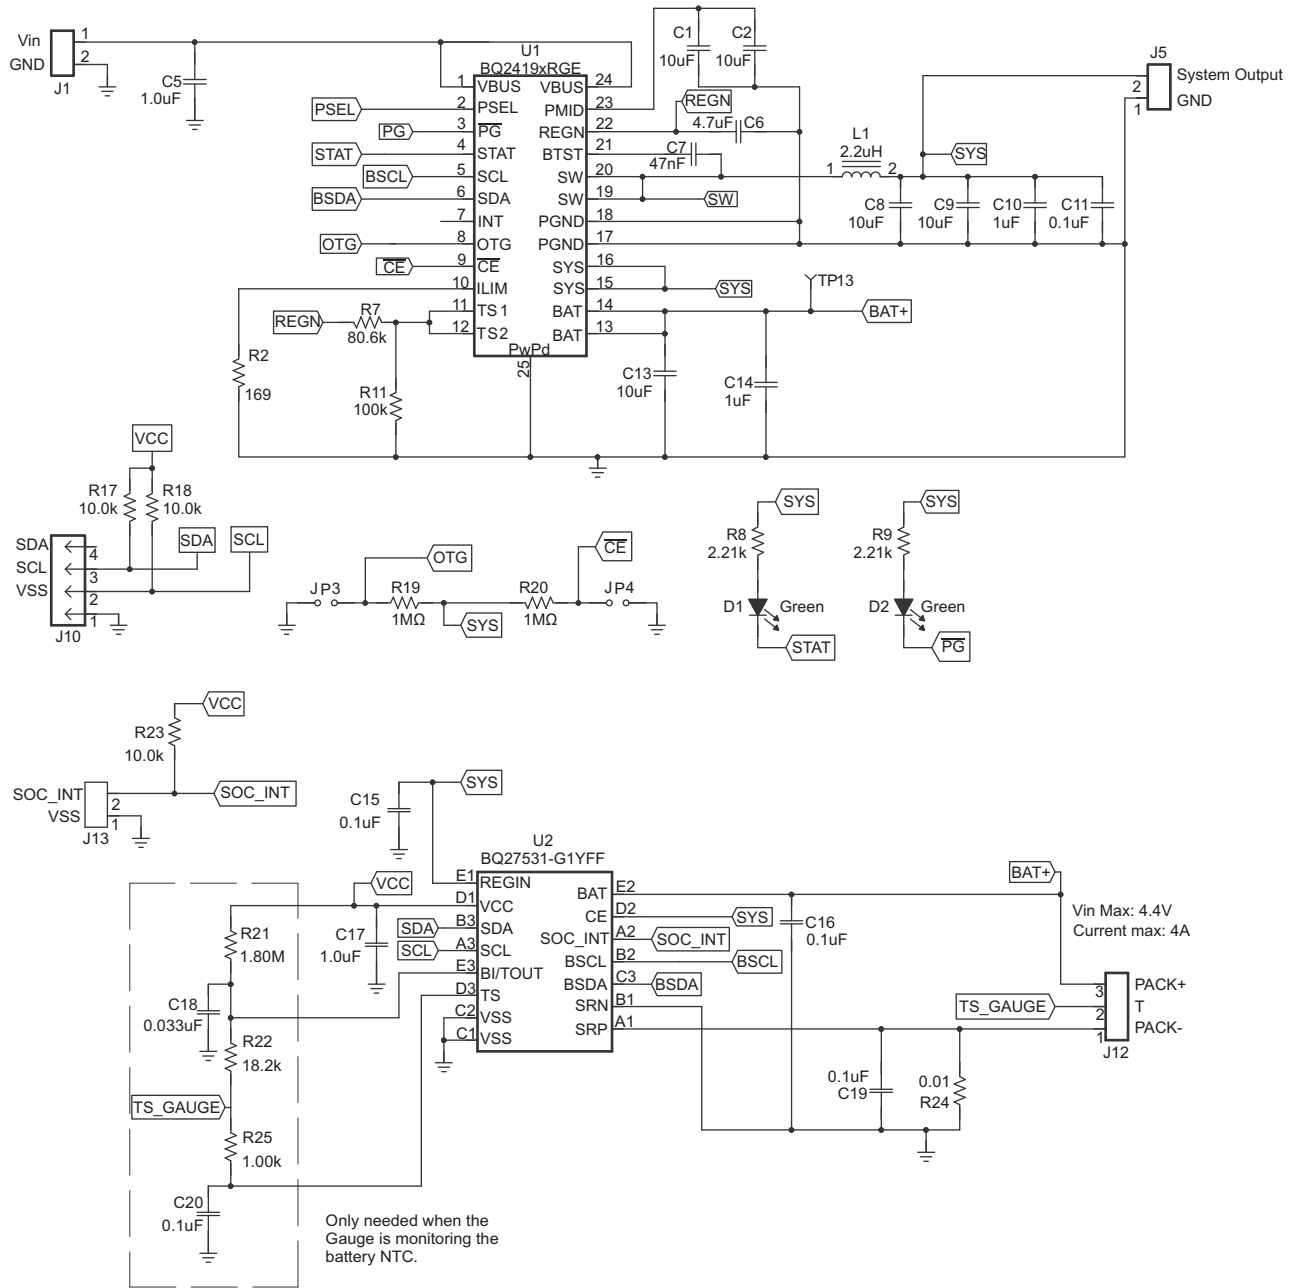 Vin
1
GND
2
J1
C5
1.0uF
U1
BQ2419xRGE
1 VBUS
2 PSEL
3 PG
4 STAT
5 SCL
6 SDA
7 INT
8 OTG
9 CE
10 ILIM
11 TS1
12 TS2
VBUS 24
PMID 23
REGN 22
BTST 21
SW 20
SW 19
PGND 18
PGND 17
SYS 16
SYS 15
BAT 14
BAT 13
PwPd
25
PSEL
PG
STAT
BSCL
BSDA
OTG
CE
REGN
R7
80.6k
R2
169
R11
100k
C1
10uF
C2
10uF
REGN
4.7uF C6
C7
47nF
SW
L1
2.2uH
1 2
SYS
C8
10uF
C9
10uF
C10
1uF
C11
0.1uF
J5
System Output
2
GND
1
SYS
TP13
BAT+
C13
10uF
C14
1uF
VCC
R17
10.0k
R18
10.0k
SDA
SCL
SDA
4
SCL
3
VSS
2
1
J10
OTG
JP3
R19
1MΩ
SYS
R20
1MΩ
CE
JP4
SYS
R8
2.21k
D1
Green
STAT
SYS
R9
2.21k
D2
Green
PG
VCC
R23
10.0k
SOC_INT
SOC_INT
2
VSS
1
J13
SYS
C15
0.1uF
U2
BQ27531-G1YFF
E1 REGIN
D1 VCC
B3 SDA
A3 SCL
E3 BI/TOUT
D3 TS
C2 VSS
C1 VSS
BAT E2
CE D2
SOC_INT A2
BSCL B2
BSDA C3
SRN B1
SRP A1
VCC
SDA
SCL
C17
1.0uF
R21
1.80M
C18
0.033uF
R22
18.2k
TS_GAUGE
R25
1.00k
C20
0.1uF
Only needed when the
Gauge is monitoring the
battery NTC.
SYS
SOC_INT
BSCL
BSDA
C16
0.1uF
BAT+
Vin Max: 4.4V
Current max: 4A
TS_GAUGE
PACK+
3
T
2
PACK-
1
J12
0.1uF
C19
0.01
R24